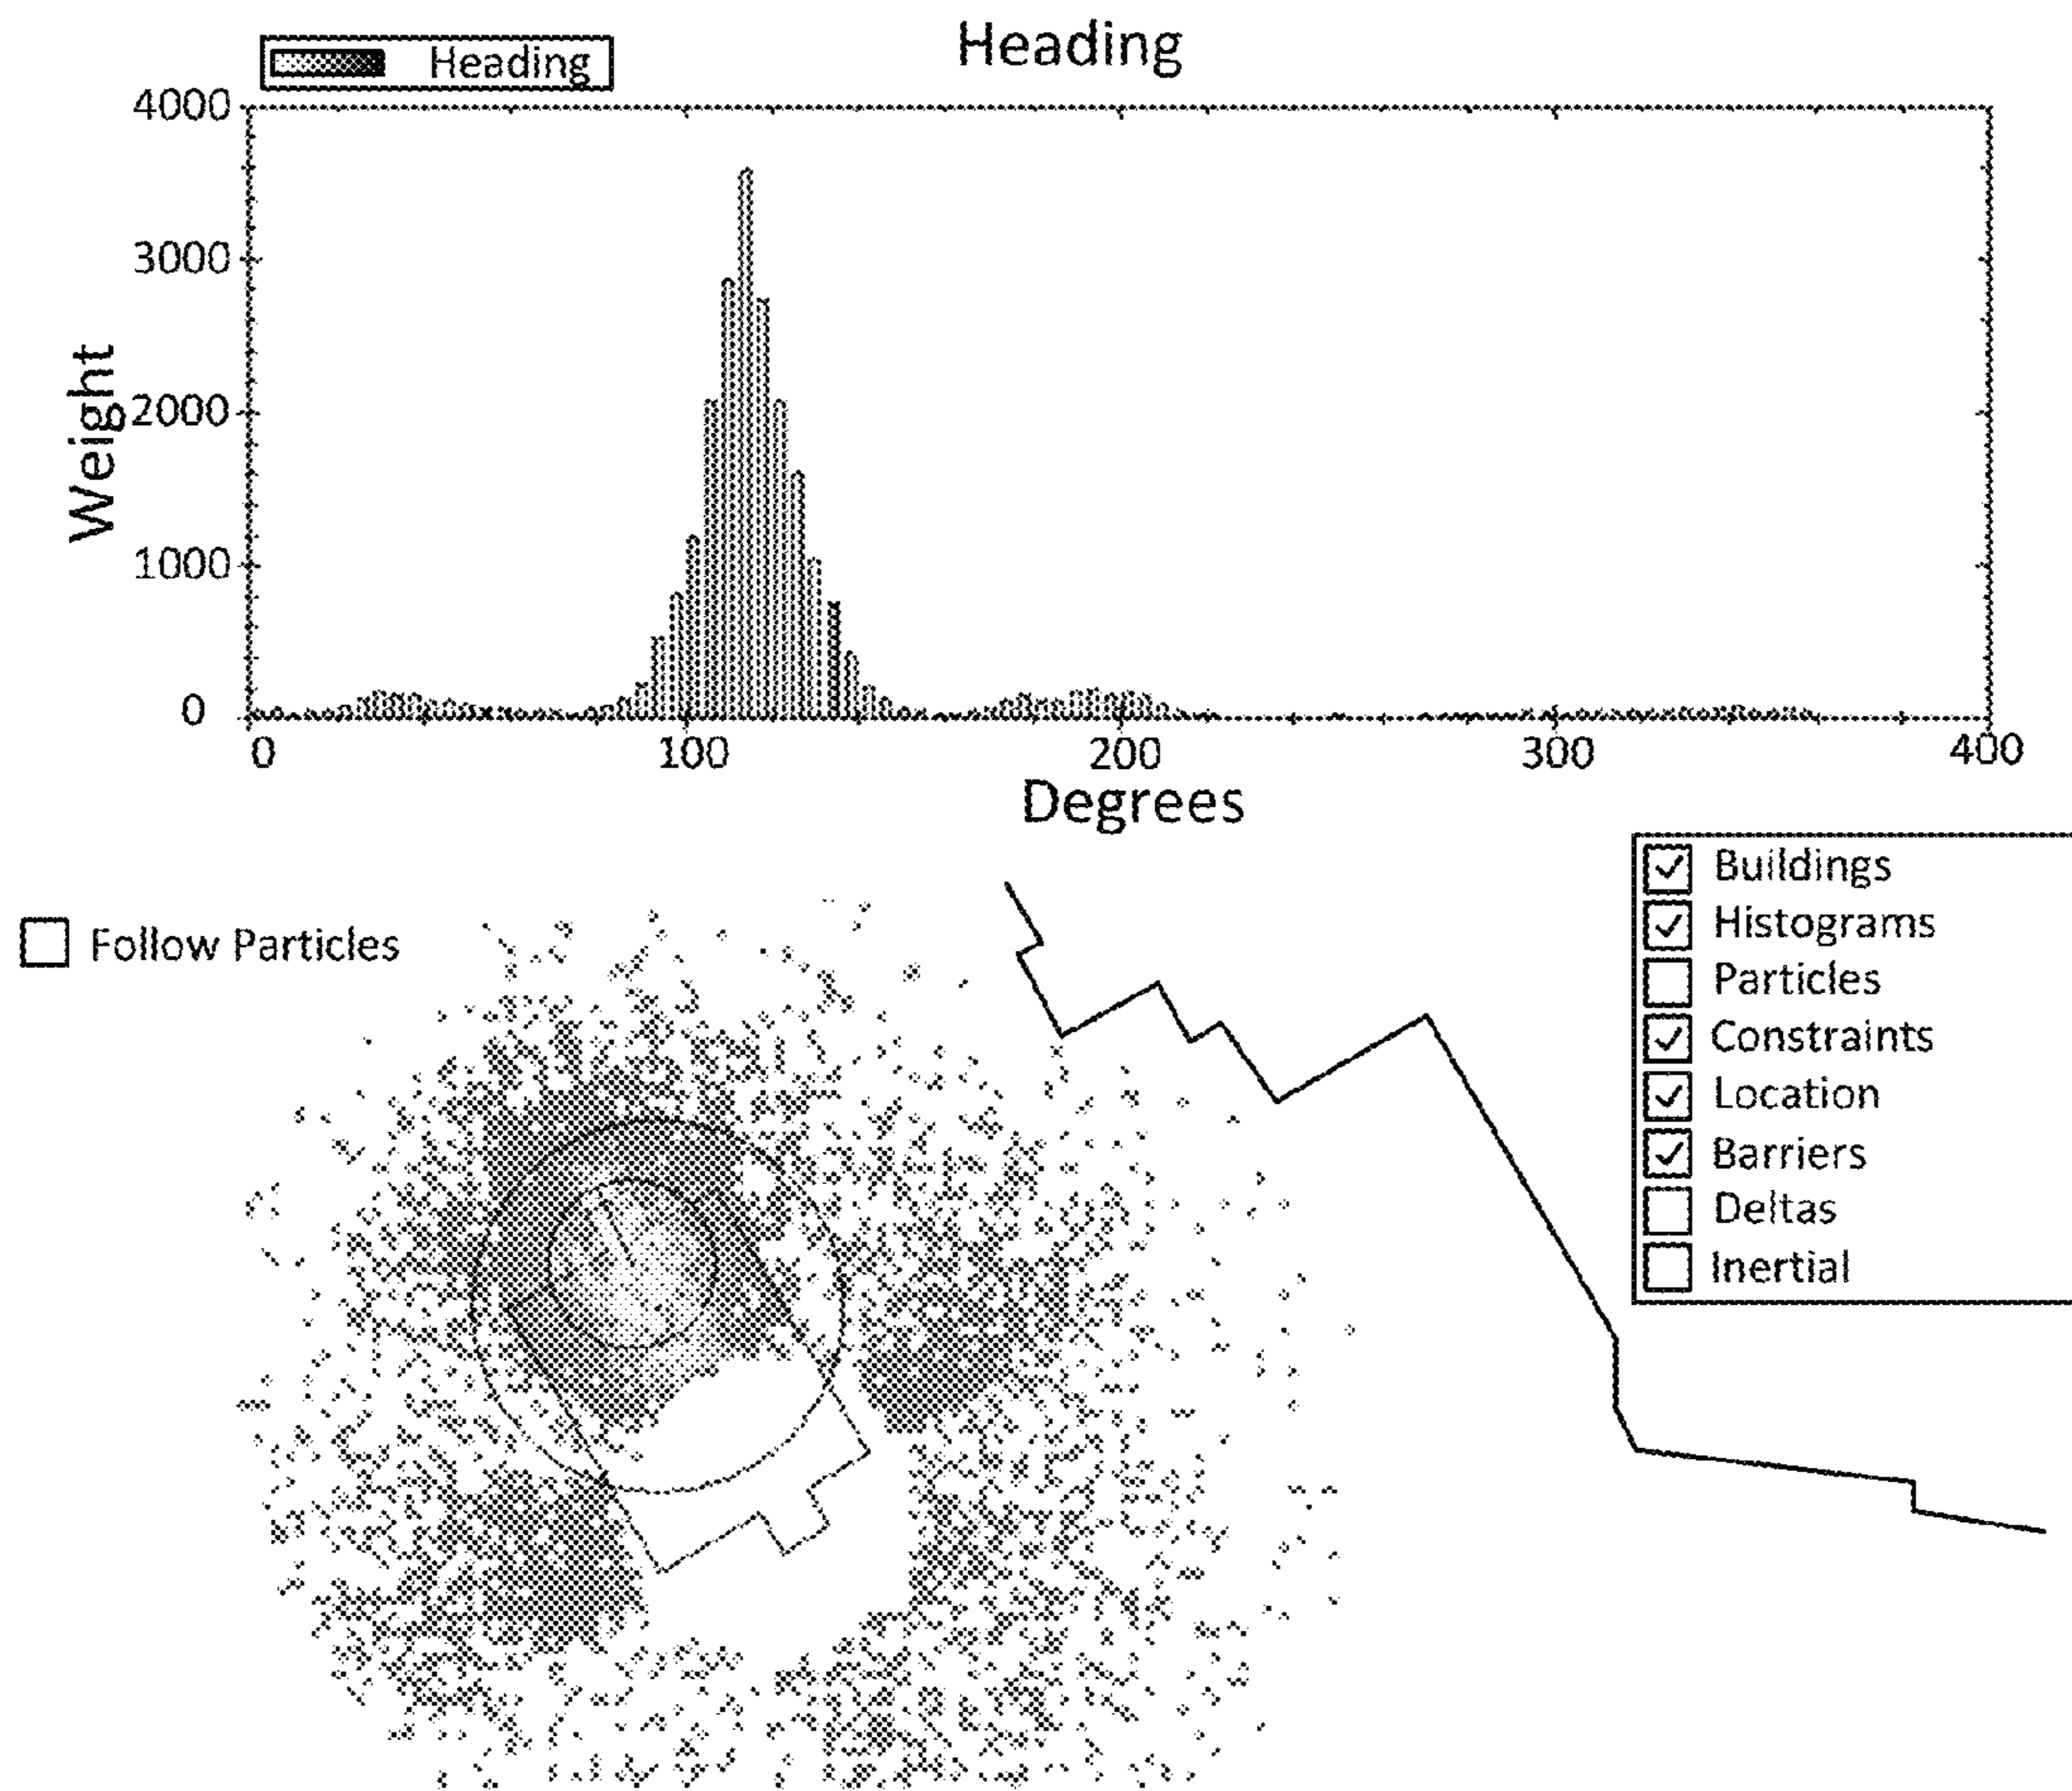 Heading
Heading
4000
3000
2000
1000
0
Weight
0 100 200 300 400
Degrees
Follow Particles
Buildings
Histograms
Particles
Constraints
Location
Barriers
Deltas
Inertial